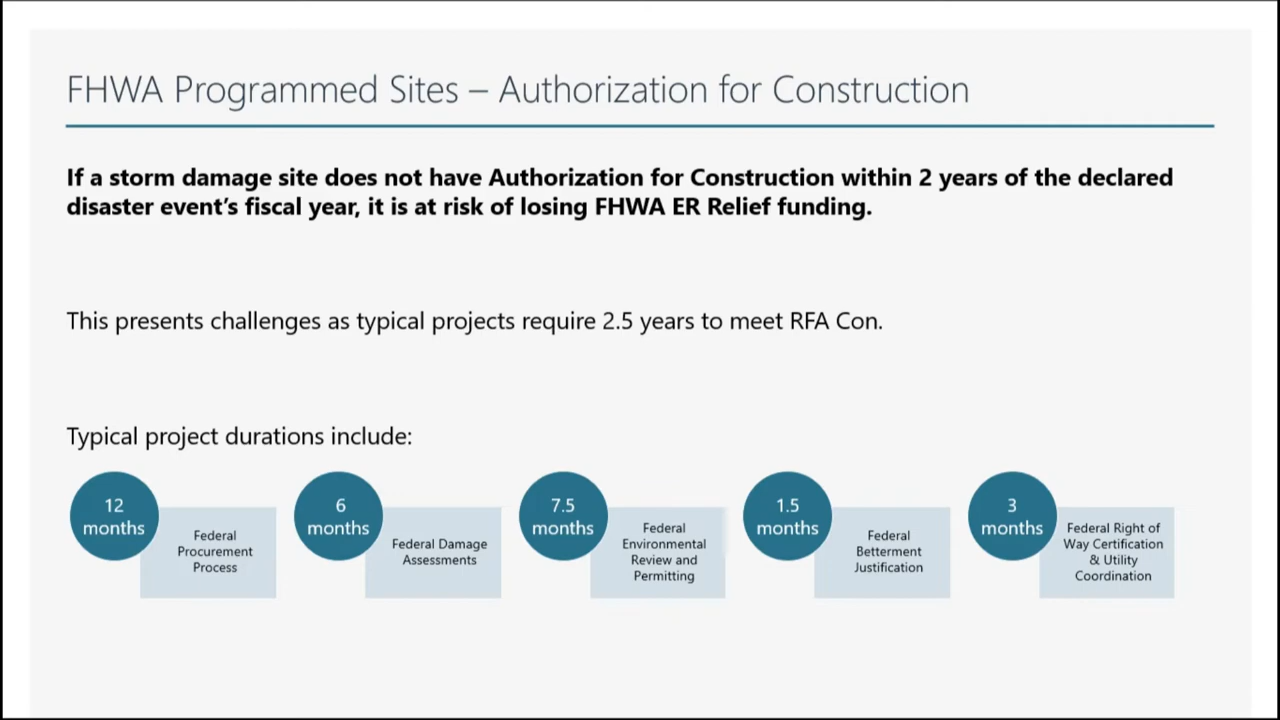 FHWA Programmed Sites – Authorization for Construction
If a storm damage site does not have Authorization for Construction within 2 years of the declared
disaster event's fiscal year, it is at risk of losing FHWA ER Relief funding.
This presents challenges as typical projects require 2.5 years to meet RFA Con.
Typical project durations include:
12
months
Federal
Procurement
Process
6
months
Federal Damage
Assessments
7.5
months
Federal
Environmental
Review and
Permitting
1.5
months
Federal
Betterment
Justification
3
months
Federal Right of
Way Certification
& Utility
Coordination